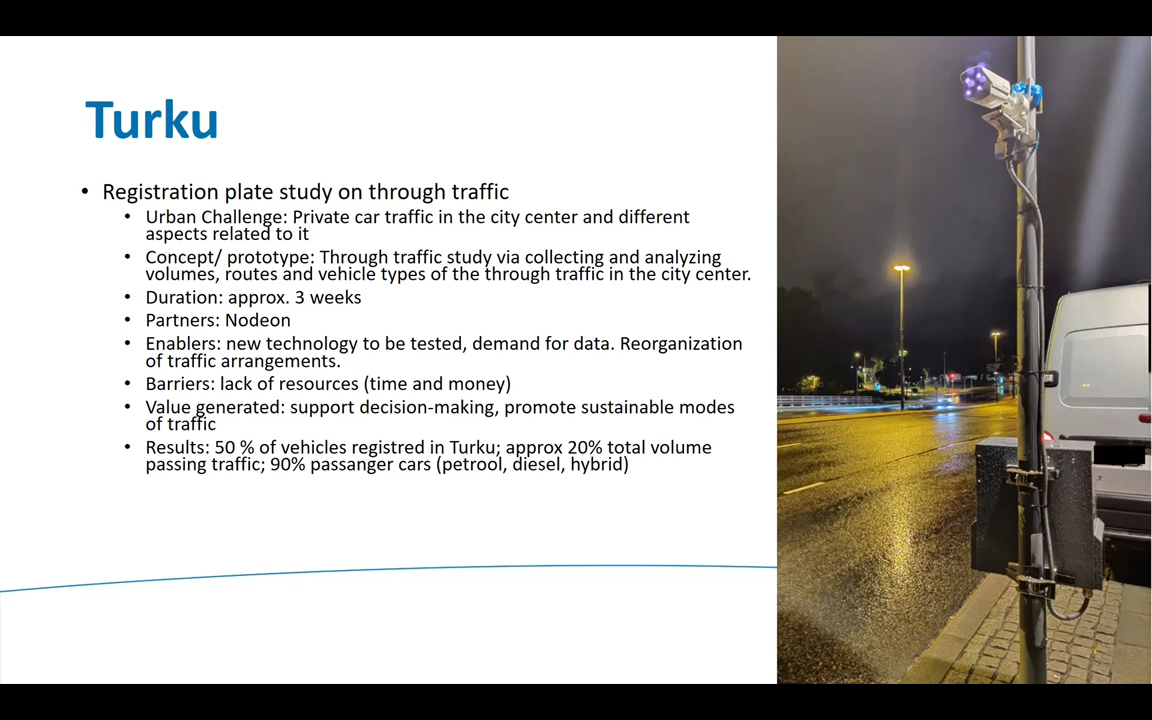 Turku
• Registration plate study on through traffic
• Urban Challenge: Private car traffic in the city center and different
aspects related to it
• Concept/ prototype: Through traffic study via collecting and analyzing
volumes, routes and vehicle types of the through traffic in the city center.
• Duration: approx. 3 weeks
• Partners: Nodeon
• Enablers: new technology to be tested, demand for data. Reorganization
of traffic arrangements.
• Barriers: lack of resources (time and money)
• Value generated: support decision-making, promote sustainable modes
of traffic
• Results: 50 % of vehicles registred in Turku; approx 20% total volume
passing traffic; 90% passanger cars (petrool, diesel, hybrid)